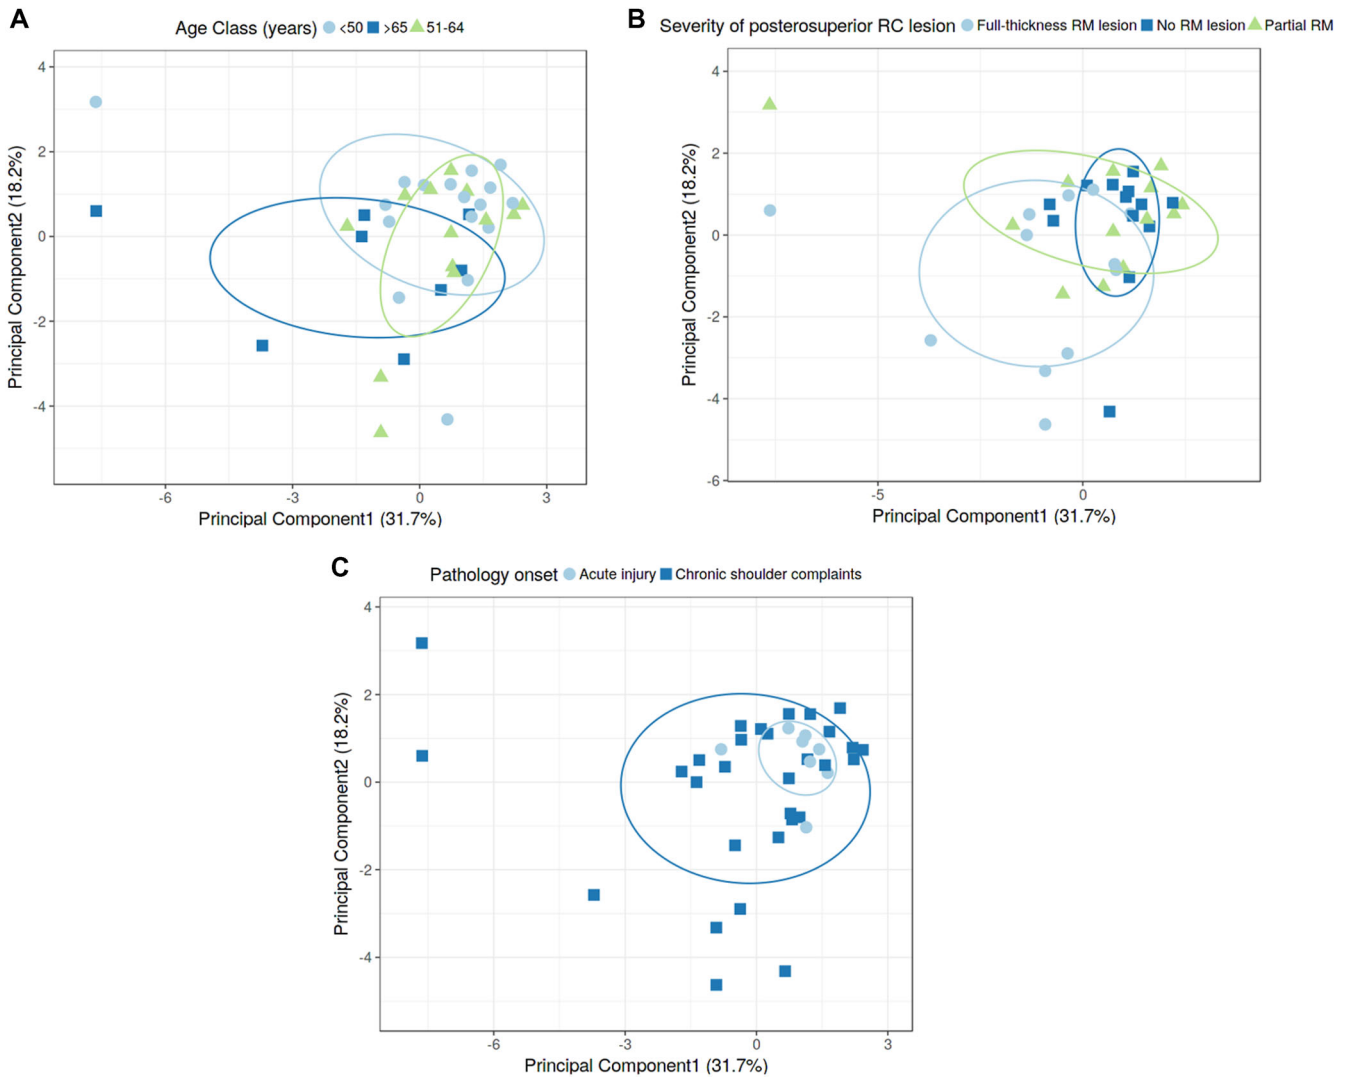 A
Age Class (years) <50 >65 51-64
4
2
0
-2
-4
Principal Component2 (18.2%)
-6 -3 0 3
Principal Component1 (31.7%)
B
Severity of posterosuperior RC lesion Full-thickness RM lesion No RM lesion Partial RM
4
2
0
-2
-4
-6
Principal Component2 (18.2%)
-5 0
Principal Component1 (31.7%)
C
Pathology onset Acute injury Chronic shoulder complaints
4
2
0
-2
-4
Principal Component2 (18.2%)
-6 -3 0 3
Principal Component1 (31.7%)